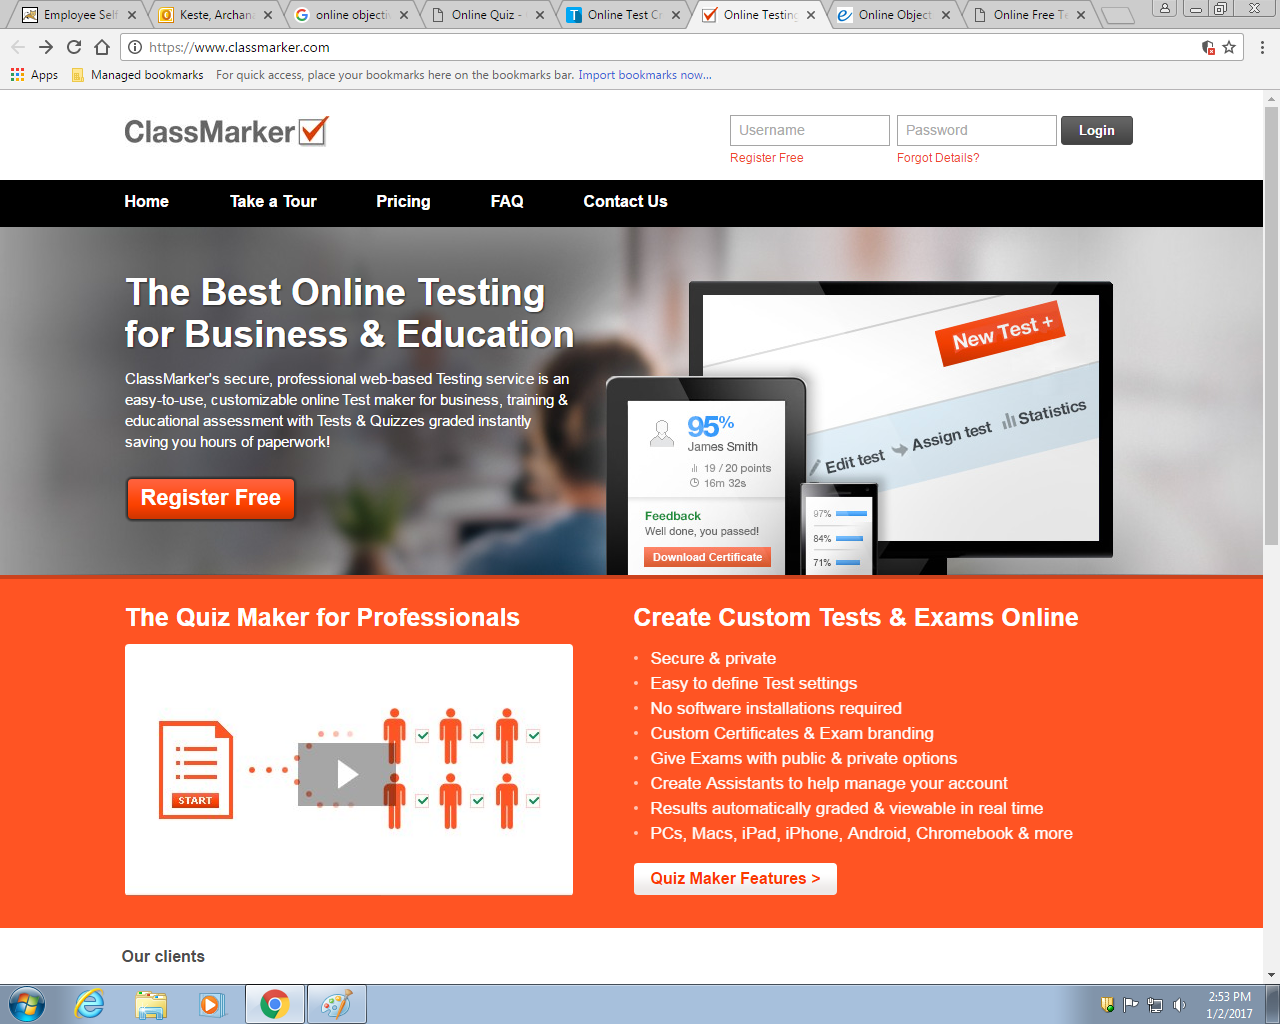 Employee Self
Keste, Archana
online objecti
Online Quiz -
Online Test Cr
Online Testing
Online Object
Online Free Te
https://www.classmarker.com
Apps
Managed bookmarks
For quick access, place your bookmarks here on the bookmarks bar. Import bookmarks now...
ClassMarker
Username
Password
Login
Register Free
Forgot Details?
Home
Take a Tour
Pricing
FAQ
Contact Us
The Best Online Testing
for Business & Education
ClassMarker's secure, professional web-based Testing service is an
easy-to-use, customizable online Test maker for business, training &
educational assessment with Tests & Quizzes graded instantly
saving you hours of paperwork!
Register Free
New Test +
Edit test
Assign test
Statistics
95%
James Smith
19 / 20 points
16m 32s
Feedback
Well done, you passed!
Download Certificate
97%
84%
71%
The Quiz Maker for Professionals
START
Create Custom Tests & Exams Online
Secure & private
Easy to define Test settings
No software installations required
Custom Certificates & Exam branding
Give Exams with public & private options
Create Assistants to help manage your account
Results automatically graded & viewable in real time
PCs, Macs, iPad, iPhone, Android, Chromebook & more
Quiz Maker Features >
Our clients
2:53 PM
1/2/2017